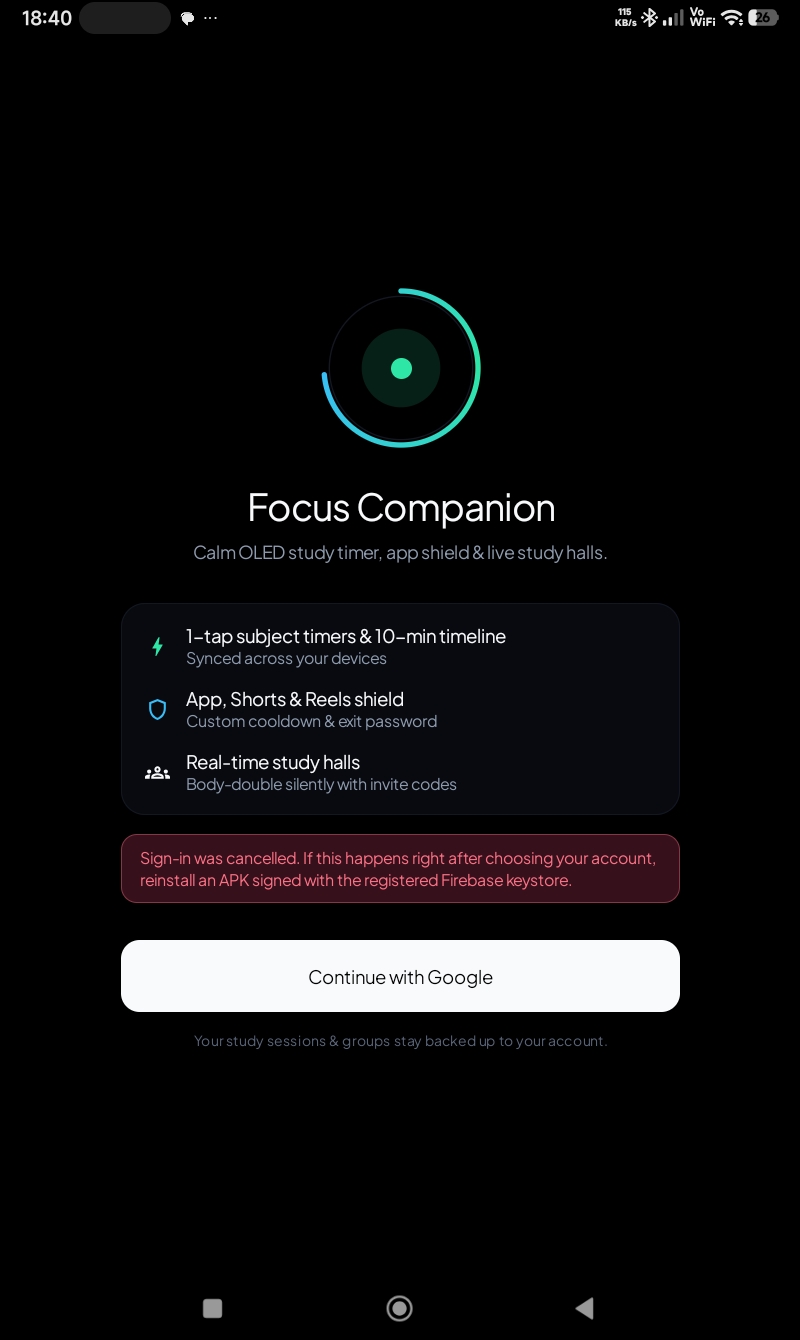 18:40
115
KB/s
Vo
WiFi
26
Focus Companion
Calm OLED study timer, app shield & live study halls.
1–tap subject timers & 10–min timeline
Synced across your devices
App, Shorts & Reels shield
Custom cooldown & exit password
Real-time study halls
Body-double silently with invite codes
Sign-in was cancelled. If this happens right after choosing your account,
reinstall an APK signed with the registered Firebase keystore.
Continue with Google
Your study sessions & groups stay backed up to your account.